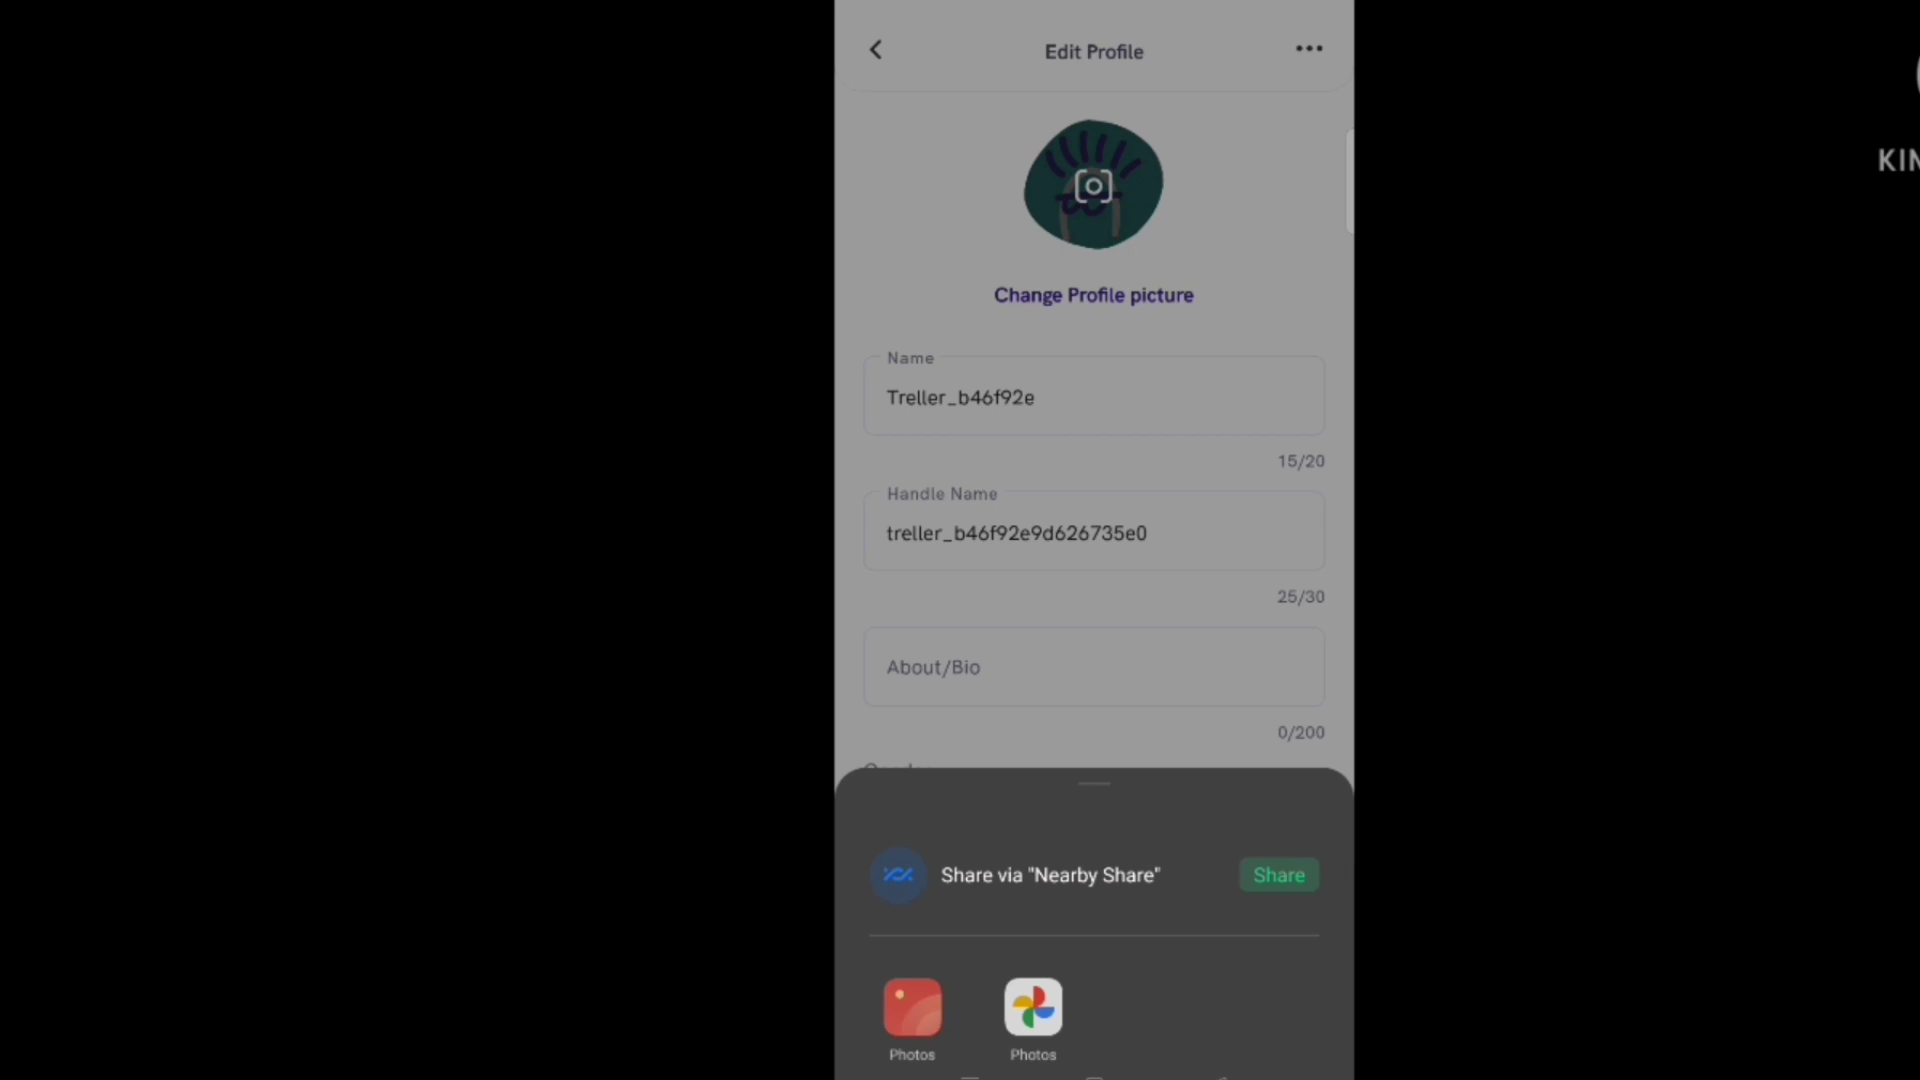 Edit Profile
Change Profile picture
Name
Treller_b46f92e
15/20
Handle Name
treller_b46f92e9d626735e0
25/30
About/Bio
0/200
Share via "Nearby Share"
Share
Photos
Photos